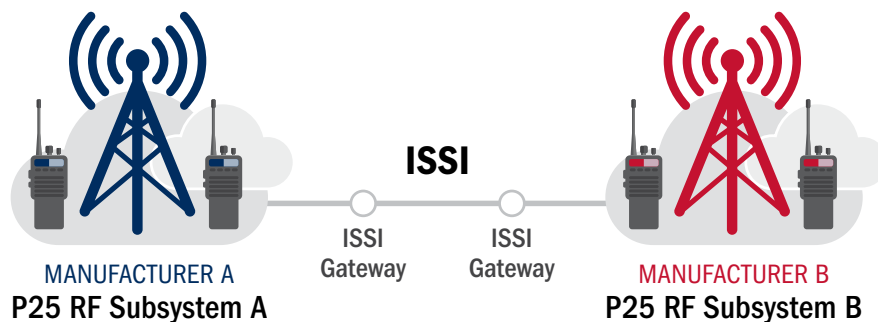 ISSI
ISSI
Gateway
ISSI
Gateway
MANUFACTURER A
P25 RF Subsystem A
MANUFACTURER B
P25 RF Subsystem B